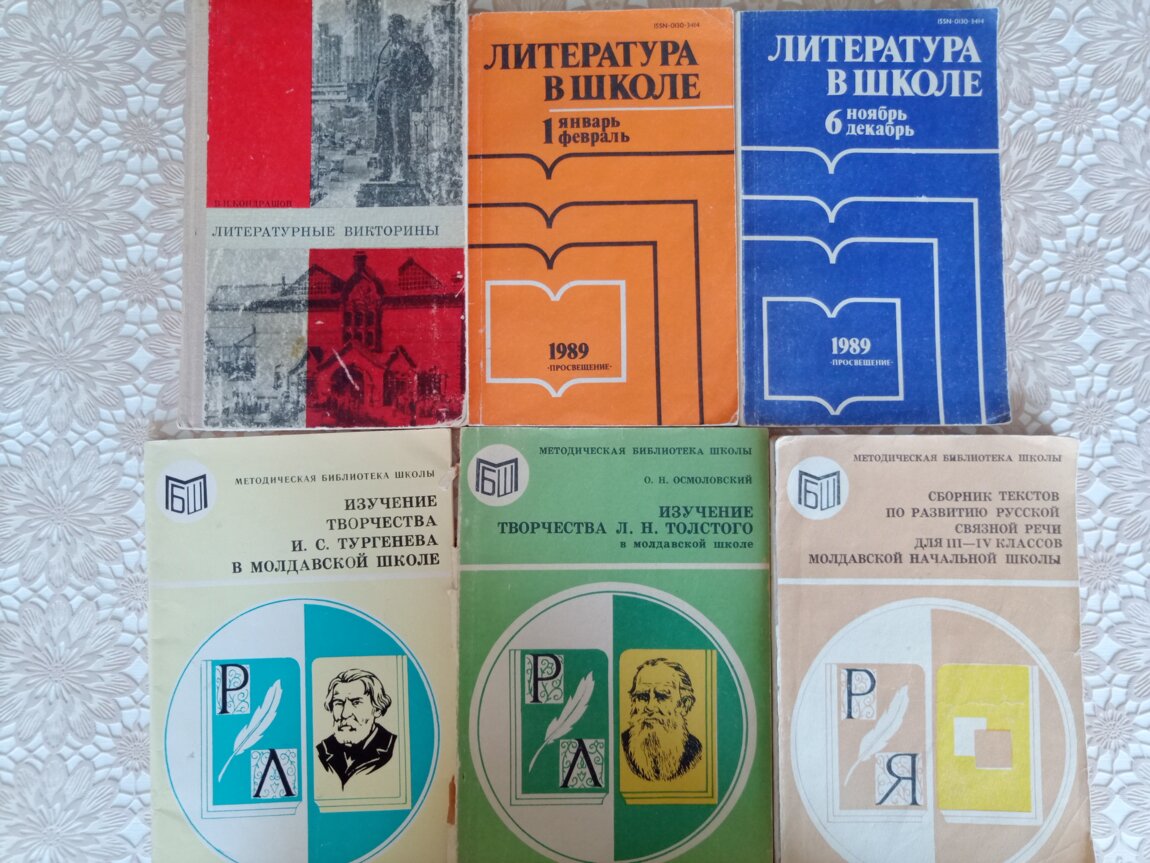 В.Н.КОНДРАШОВ
ЛИТЕРАТУРНЫЕ ВИКТОРИНЫ
ISSN-0130-3414
ЛИТЕРАТУРА
В ШКОЛЕ
1 январь
февраль
1989
·ПРОСВЕЩЕНИЕ·
ISSN-0130-3414
ЛИТЕРАТУРА
В ШКОЛЕ
6 ноябрь
декабрь
1989
·ПРОСВЕЩЕНИЕ·
МБШ
МЕТОДИЧЕСКАЯ БИБЛИОТЕКА ШКОЛЫ
ИЗУЧЕНИЕ
ТВОРЧЕСТВА
И. С. ТУРГЕНЕВА
В МОЛДАВСКОЙ ШКОЛЕ
Р
Л
МБШ
МЕТОДИЧЕСКАЯ БИБЛИОТЕКА ШКОЛЫ
О. Н. ОСМОЛОВСКИЙ
ИЗУЧЕНИЕ
ТВОРЧЕСТВА Л. Н. ТОЛСТОГО
в молдавской школе
Р
Л
МБШ
МЕТОДИЧЕСКАЯ БИБЛИОТЕКА ШКОЛЫ
СБОРНИК ТЕКСТОВ
ПО РАЗВИТИЮ РУССКОЙ
СВЯЗНОЙ РЕЧИ
ДЛЯ III—IV КЛАССОВ
МОЛДАВСКОЙ НАЧАЛЬНОЙ ШКОЛЫ
Р
Я